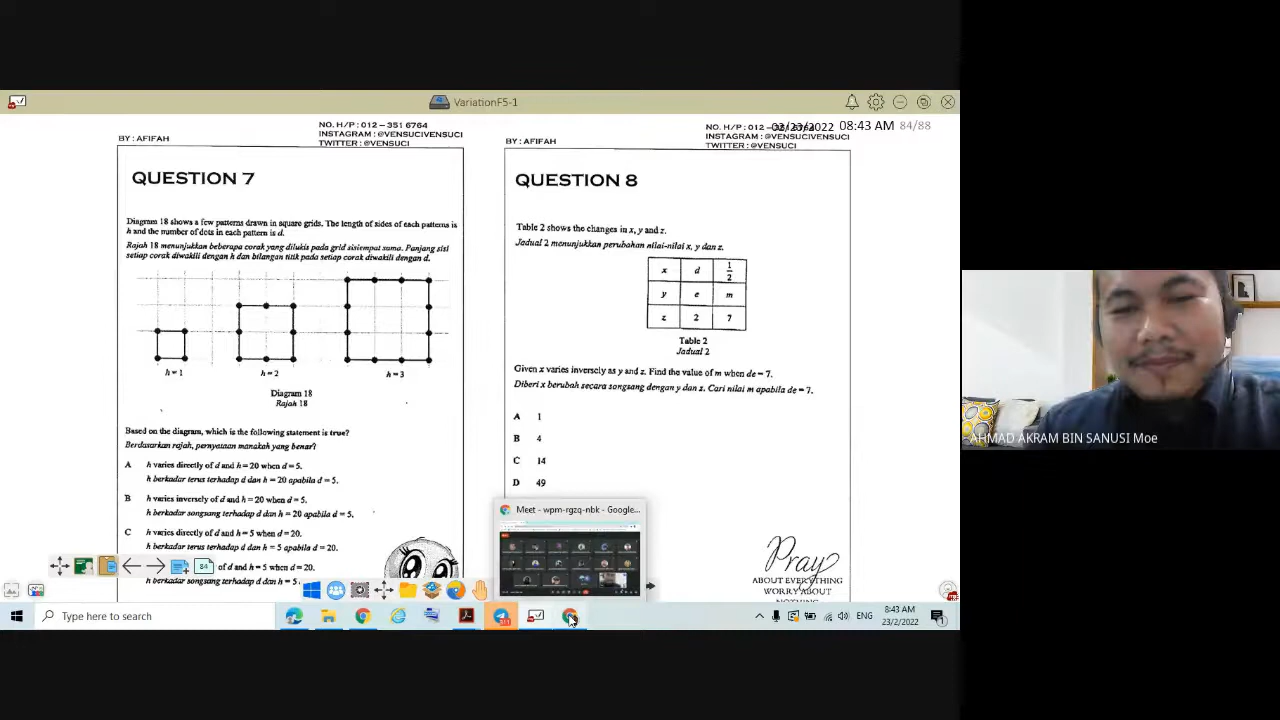 VariationF5-1
BY : AFIFAH
NO. H/P : 012 – 351 6764
INSTAGRAM : @VENSUCIVENSUCI
TWITTER : @VENSUCI
QUESTION 7
Diagram 18 shows a few patterns drawn in square grids. The length of sides of each patterns is
h and the number of dots in each pattern is d.
Rajah 18 menunjukkan beberapa corak yang dilukis pada grid sisiempat sama. Panjang sisi
setiap corak diwakili dengan h dan bilangan titik pada setiap corak diwakili dengan d.
h = 1
h = 2
h = 3
Diagram 18
Rajah 18
Based on the diagram, which is the following statement is true?
Berdasarkan rajah, pernyataan manakah yang benar?
A h varies directly of d and h = 20 when d = 5.
h berkadar terus terhadap d dan h = 20 apabila d = 5.
B h varies inversely of d and h = 20 when d = 5.
h berkadar songsang terhadap d dan h = 20 apabila d = 5.
C h varies directly of d and h = 5 when d = 20.
h berkadar terus terhadap d dan h = 5 apabila d = 20.
of d and h = 5 when d = 20.
h berkadar songsang terhadap d dan h = 5
BY : AFIFAH
NO. H/P : 012 –
02/23/2022 08:43 AM 84/88
INSTAGRAM : @VENSUCIVENSUCI
TWITTER : @VENSUCI
QUESTION 8
Table 2 shows the changes in x, y and z.
Jadual 2 menunjukkan perubahan nilai-nilai x, y dan z.
x d 1/2
y e m
z 2 7
Table 2
Jadual 2
Given x varies inversely as y and z. Find the value of m when de = 7.
Diberi x berubah secara songsang dengan y dan z. Cari nilai m apabila de = 7.
A 1
B 4
C 14
D 49
Meet - wpm-rgzq-nbk - Google...
Pray
ABOUT EVERYTHING
WORRY ABOUT
84
Type here to search
ENG
8:43 AM
23/2/2022
AHMAD AKRAM BIN SANUSI Moe